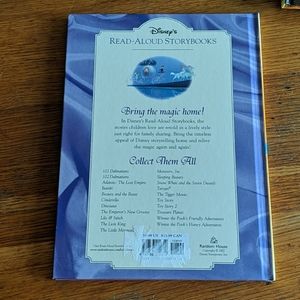 Disney's
READ-ALOUD STORYBOOKS
Bring the magic home!
In Disney's Read-Aloud Storybooks, the
stories children love are retold in a lively style
just right for family sharing. Bring the timeless
appeal of Disney storytelling home and relive
the magic again and again!
Collect Them All
101 Dalmatians
102 Dalmatians
Atlantis: The Lost Empire
Bambi
Beauty and the Beast
Cinderella
Dinosaur
The Emperor's New Groove
Lilo & Stitch
The Lion King
The Little Mermaid
Monsters, Inc.
Sleeping Beauty
Snow White and the Seven Dwarfs
Tarzan
The Tigger Movie
Toy Story
Toy Story 2
Treasure Planet
Winnie the Pooh's Friendly Adventures
Winnie the Pooh's Honey Adventures
Random House